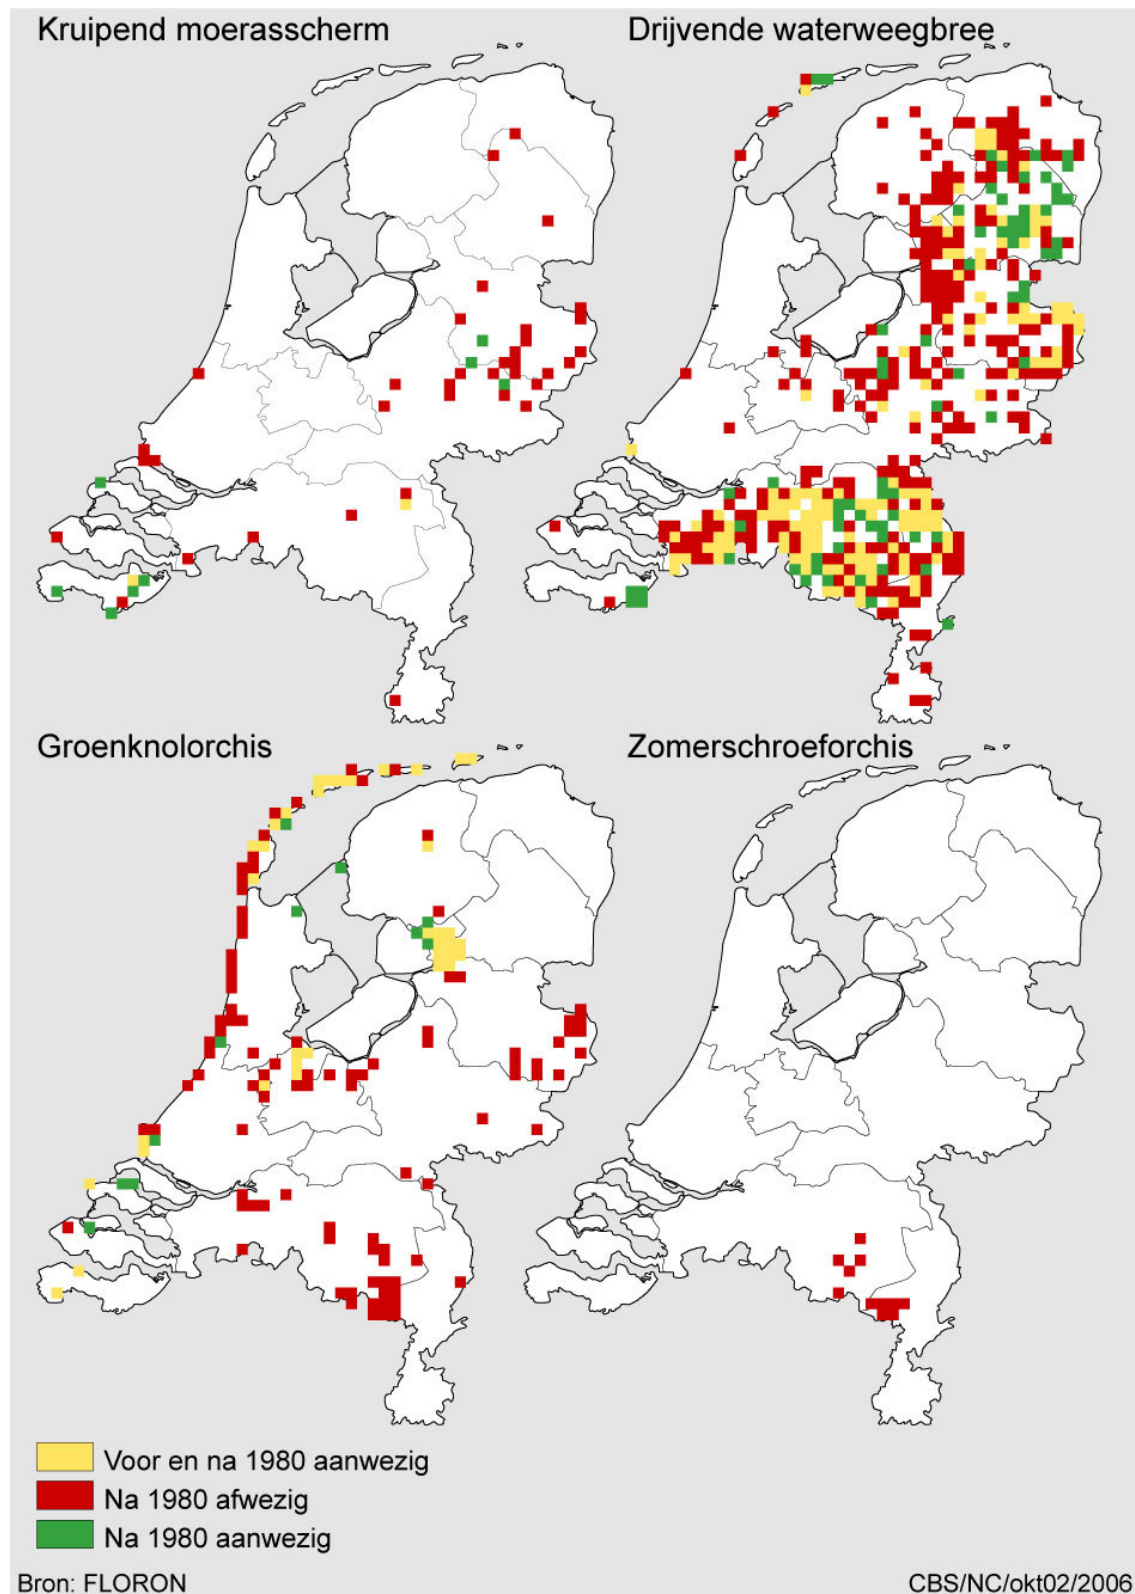 Kruipend moerasscherm
Drijvende waterweegbree
Groenknolorchis
Zomerschroeforchis
Voor en na 1980 aanwezig
Na 1980 afwezig
Na 1980 aanwezig
Bron: FLORON
CBS/NC/okt02/2006